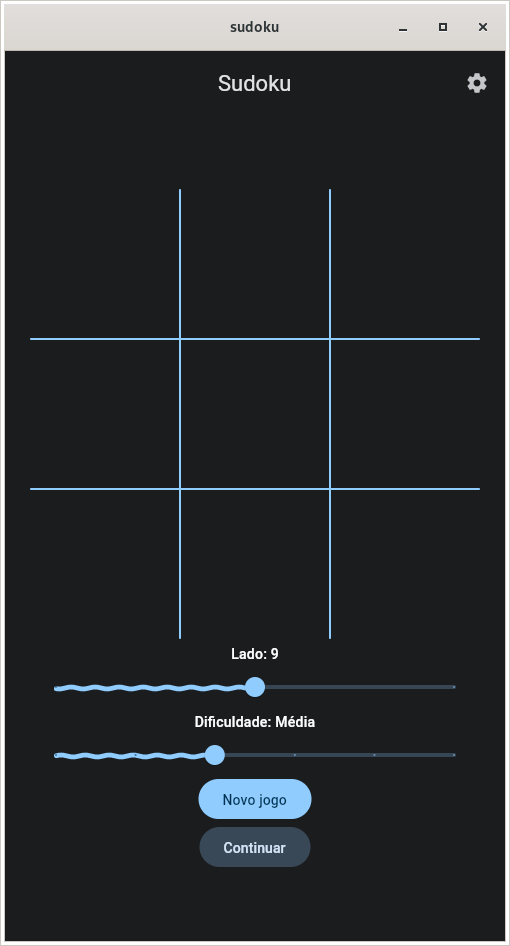 sudoku
Sudoku
Lado: 9
Dificuldade: Média
Novo jogo
Continuar